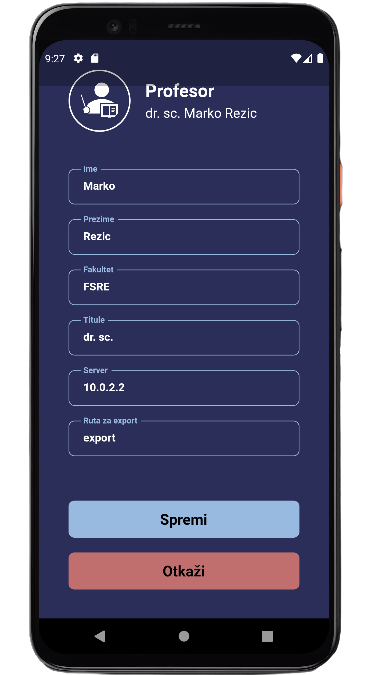 9:27
Profesor
dr. sc. Marko Rezic
Ime
Marko
Prezime
Rezic
Fakultet
FSRE
Titule
dr. sc.
Server
10.0.2.2
Ruta za export
export
Spremi
Otkaži